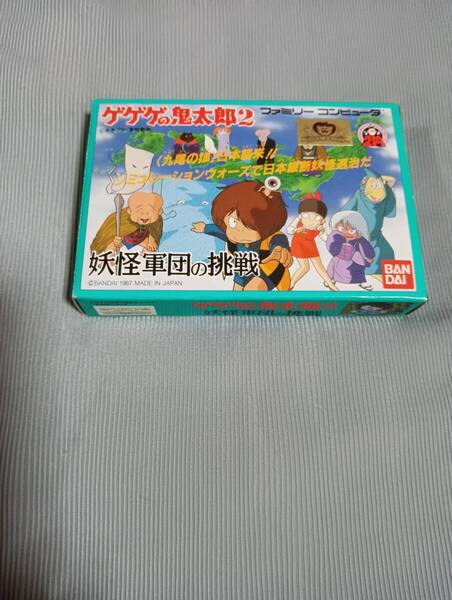 ゲゲゲの鬼太郎2
ファミリーコンピュータ
九尾の狐、日本襲来!!
シミュレーションウォーズで日本縦断妖怪退治だ
妖怪軍団の挑戦
©BANDAI 1987 MADE IN JAPAN
BAN
DAI
ゲゲゲの鬼太郎2
妖怪軍団の挑戦